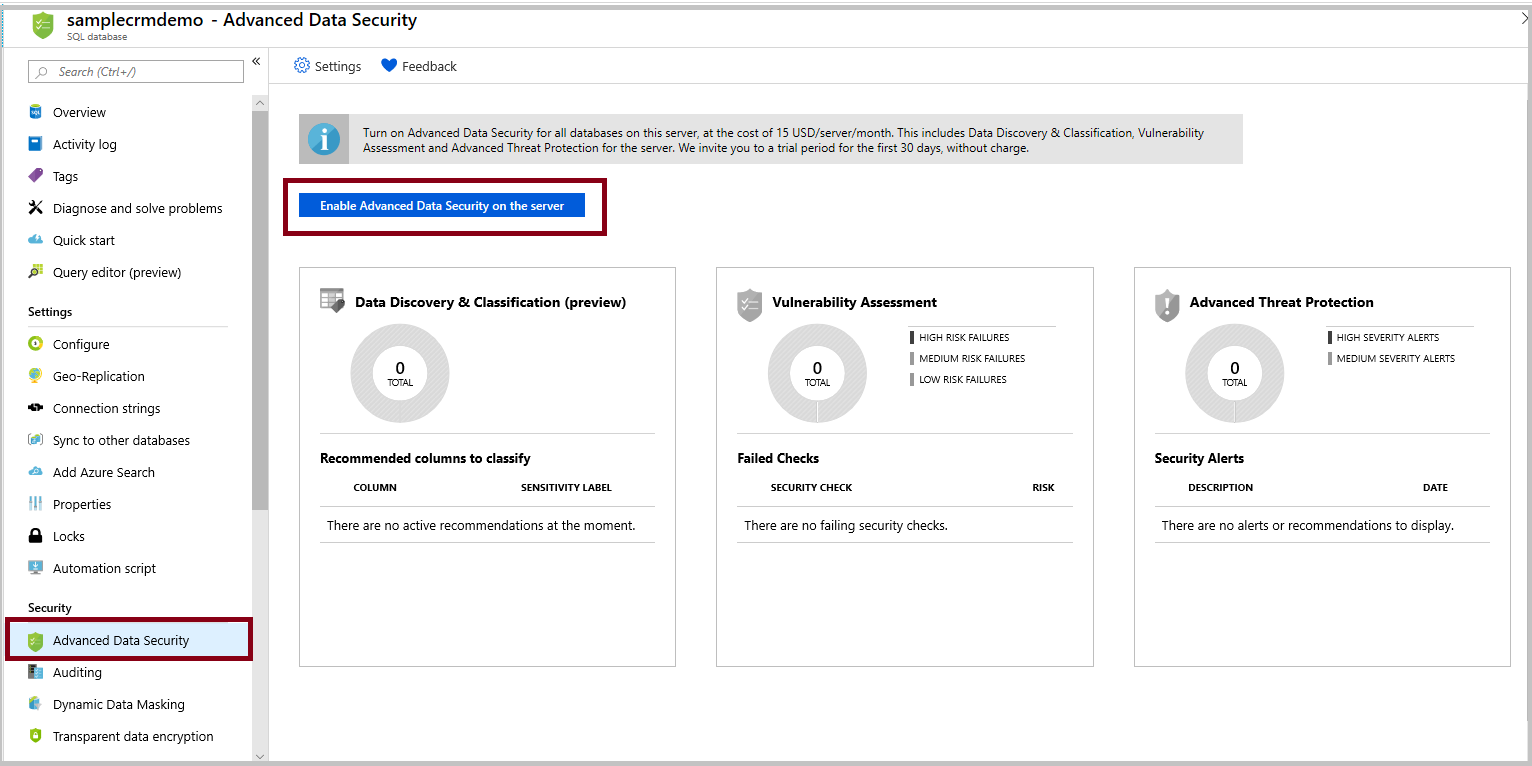 samplecrmdemo - Advanced Data Security
SQL database
Search (Ctrl+/)
«
Overview
Activity log
Tags
Diagnose and solve problems
Quick start
Query editor (preview)
Settings
Configure
Geo-Replication
Connection strings
Sync to other databases
Add Azure Search
Properties
Locks
Automation script
Security
Advanced Data Security
Auditing
Dynamic Data Masking
Transparent data encryption
Settings
Feedback
Turn on Advanced Data Security for all databases on this server, at the cost of 15 USD/server/month. This includes Data Discovery & Classification, Vulnerability
Assessment and Advanced Threat Protection for the server. We invite you to a trial period for the first 30 days, without charge.
Enable Advanced Data Security on the server
Data Discovery & Classification (preview)
0
TOTAL
Recommended columns to classify
COLUMN SENSITIVITY LABEL
There are no active recommendations at the moment.
Vulnerability Assessment
0
TOTAL
HIGH RISK FAILURES
MEDIUM RISK FAILURES
LOW RISK FAILURES
Failed Checks
SECURITY CHECK RISK
There are no failing security checks.
Advanced Threat Protection
0
TOTAL
HIGH SEVERITY ALERTS
MEDIUM SEVERITY ALERTS
Security Alerts
DESCRIPTION DATE
There are no alerts or recommendations to display.